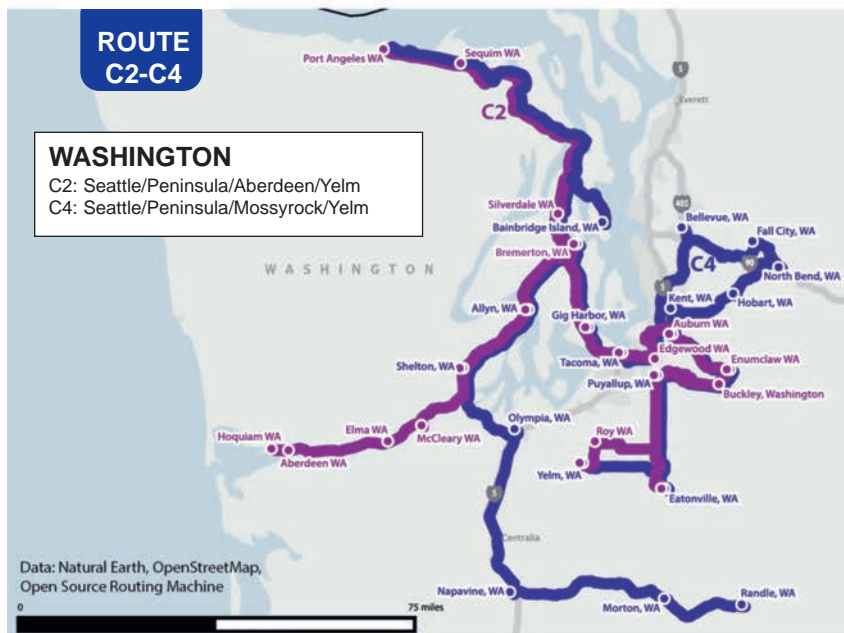 ROUTE
C2-C4
WASHINGTON
C2: Seattle/Peninsula/Aberdeen/Yelm
C4: Seattle/Peninsula/Mossyrock/Yelm
Port Angeles WA
Sequim WA
5
Everett
C2
Silverdale WA
Bainbridge Island, WA
Bremerton, WA
405
Bellevue, WA
Fall City, WA
C4
90
North Bend, WA
WASHINGTON
5
Kent, WA
Hobart, WA
Allyn, WA
Gig Harbor, WA
Auburn WA
Shelton, WA
Tacoma, WA
Edgewood WA
Enumclaw WA
Puyallup, WA
Buckley, Washington
Hoquiam WA
Elma WA
McCleary WA
Olympia, WA
Roy WA
Aberdeen WA
Yelm, WA
5
Eatonville, WA
Centralia
Data: Natural Earth, OpenStreetMap,
Open Source Routing Machine
Napavine, WA
Morton, WA
Randle, WA
0
75 miles